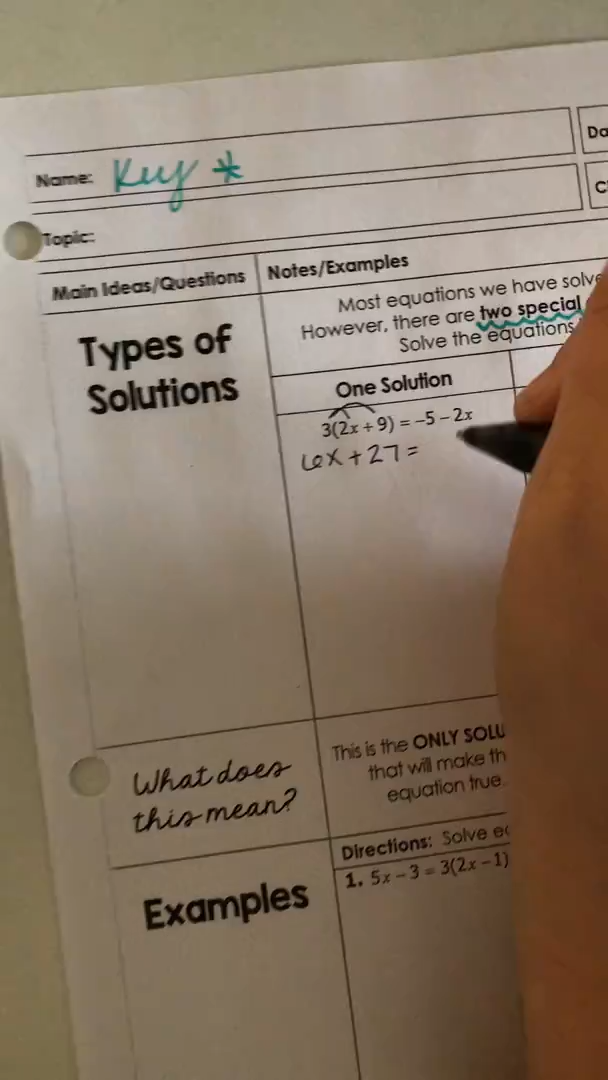 Name: Key *
Da
Topic:
Cl
Main Ideas/Questions
Notes/Examples
Types of
Solutions
Most equations we have solve
However, there are two special
Solve the equations
One Solution
3(2x + 9) = -5 - 2x
6x + 27 =
What does
this mean?
This is the ONLY SOLU
that will make th
equation true.
Examples
Directions: Solve e
1. 5x - 3 = 3(2x - 1)